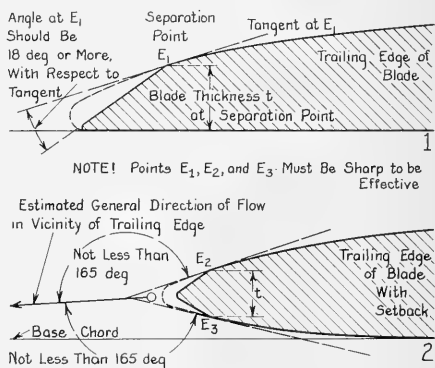 Angle at E₁
Should Be
18 deg or More,
With Respect to
Tangent
Separation
Point
E₁
Tangent at E₁
Trailing Edge of
Blade
Blade Thickness t
at Separation Point
1
NOTE! Points E₁, E₂, and E₃ Must Be Sharp to be
Effective
Estimated General Direction of Flow
in Vicinity of Trailing Edge
Not Less Than
165 deg
E₂
t
E₃
Trailing Edge
of Blade
With
Setback
Base Chord
Not Less Than 165 deg
2